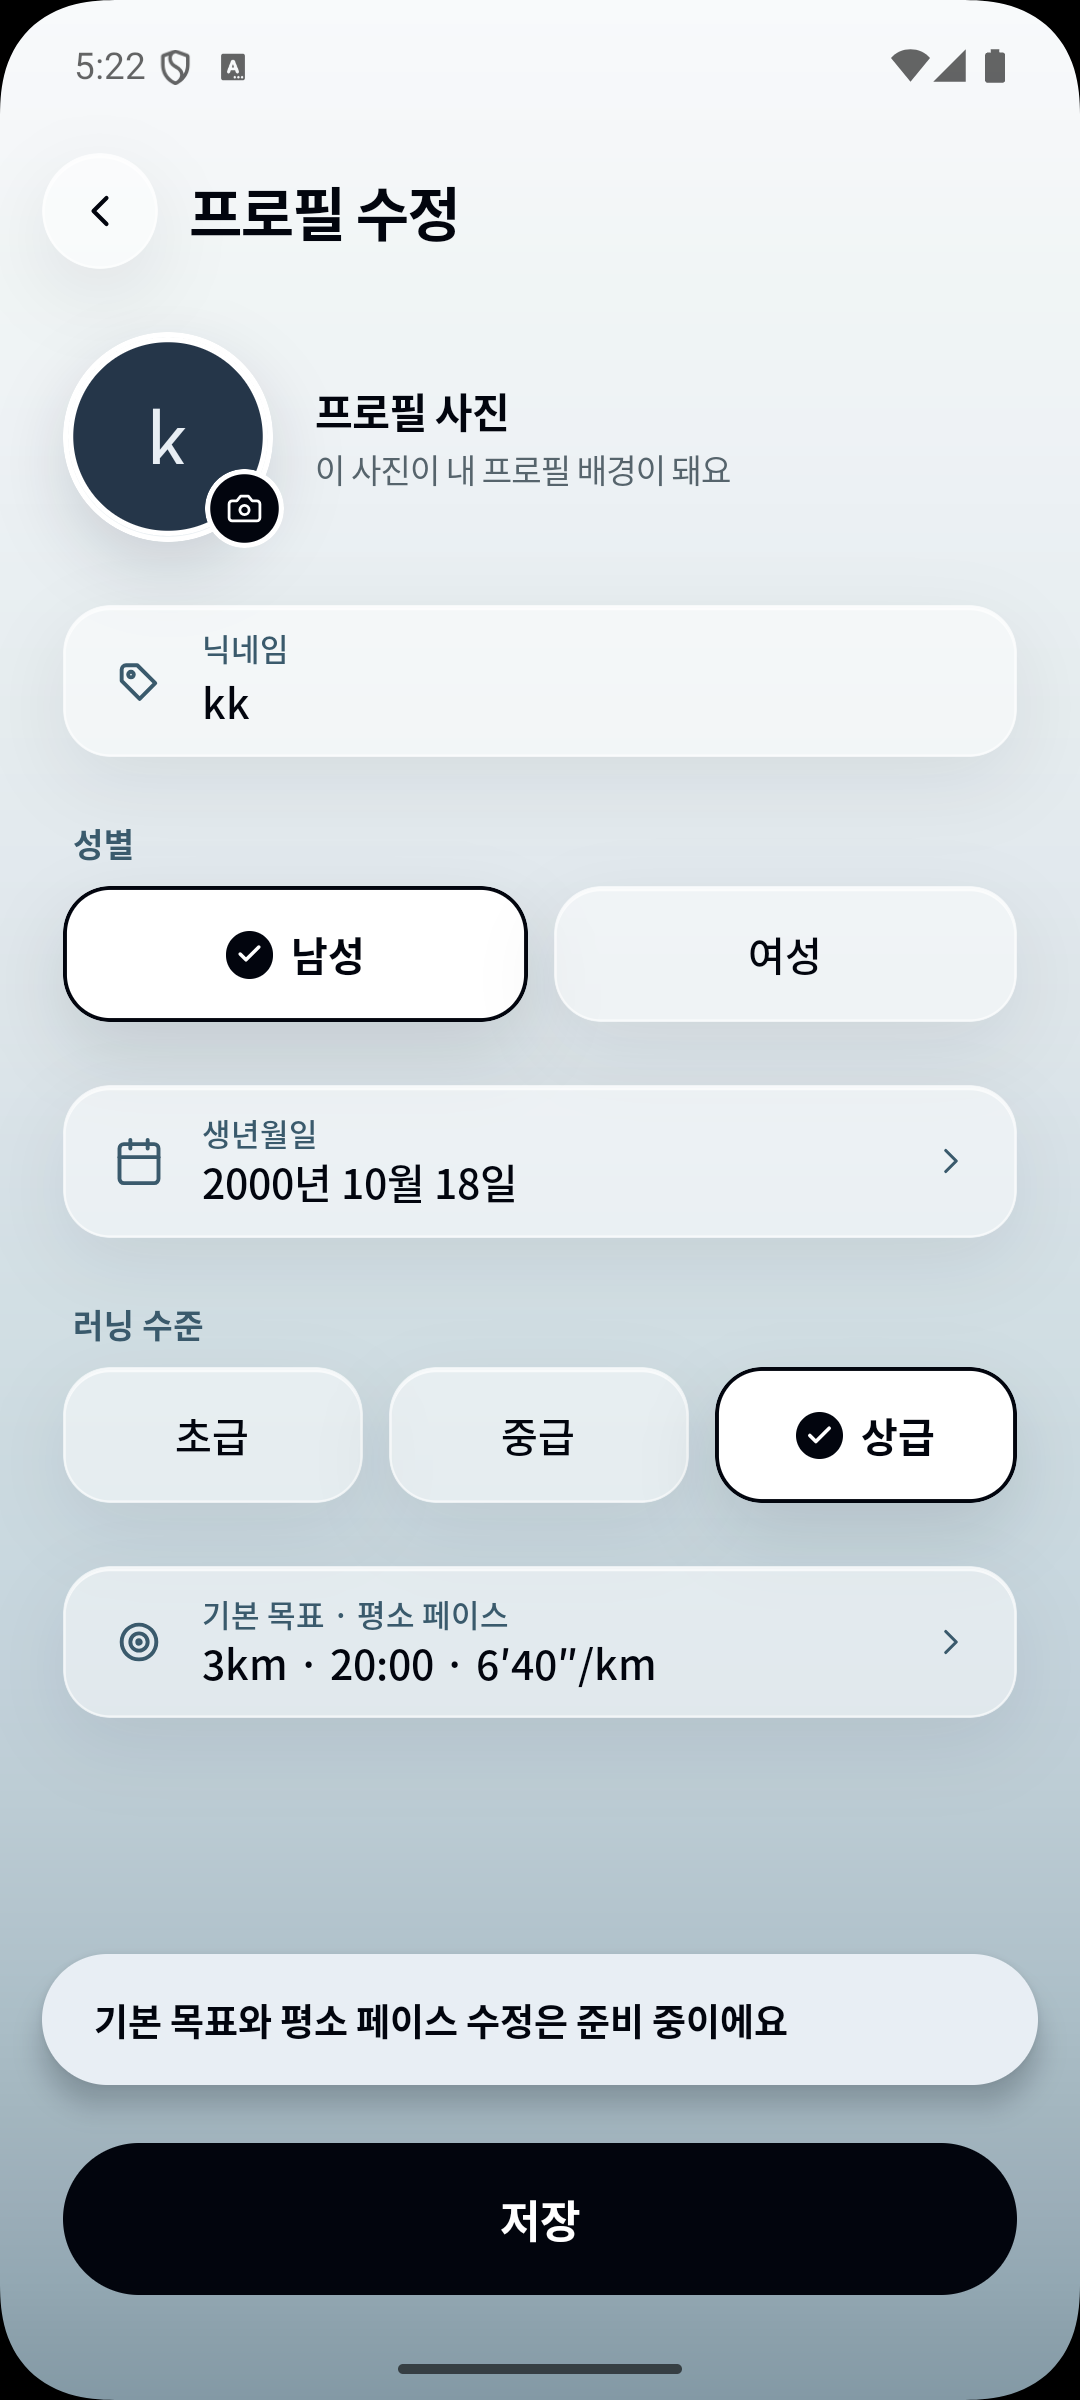 5:22
프로필 수정
k
프로필 사진
이 사진이 내 프로필 배경이 돼요
닉네임
kk
성별
남성
여성
생년월일
2000년 10월 18일
러닝 수준
초급
중급
상급
기본 목표 · 평소 페이스
3km · 20:00 · 6′40″/km
기본 목표와 평소 페이스 수정은 준비 중이에요
저장